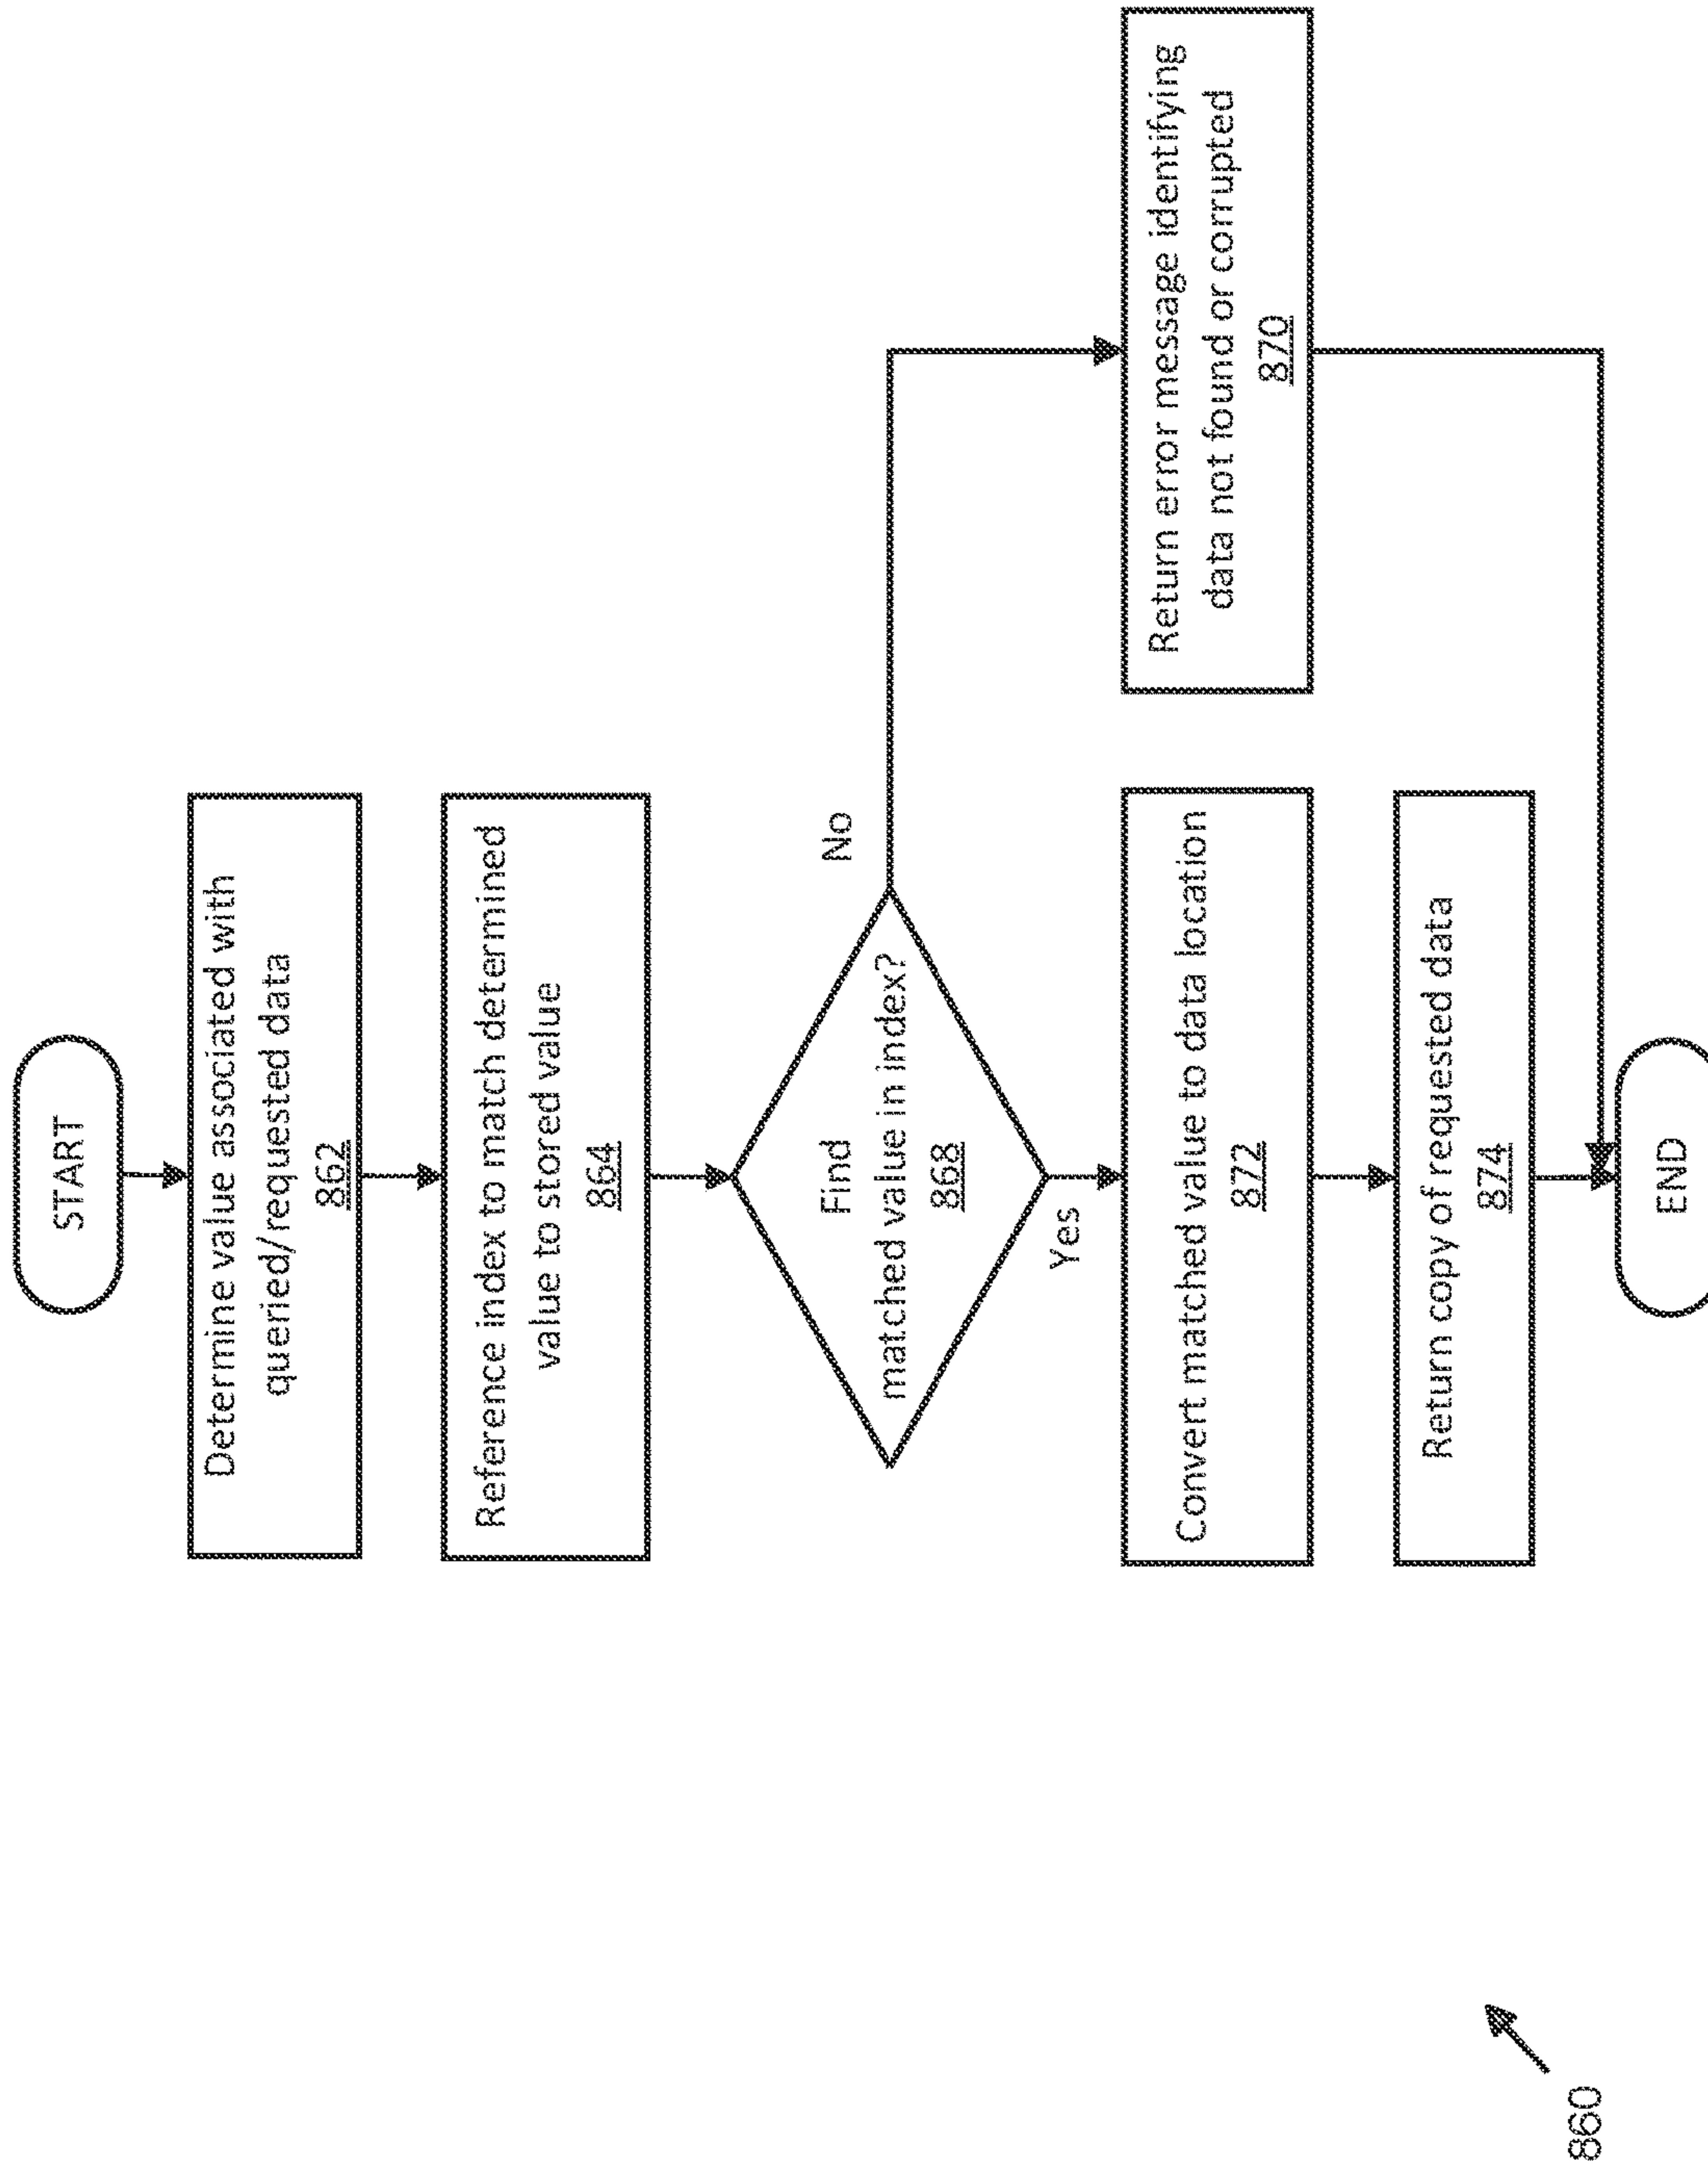 START
Determine value associated with
queried/requested data
862
Reference index to match determined
value to stored value
864
Find
matched value in index?
868
No
Yes
Return error message identifying
data not found or corrupted
870
Convert matched value to data location
872
Return copy of requested data
874
END
860